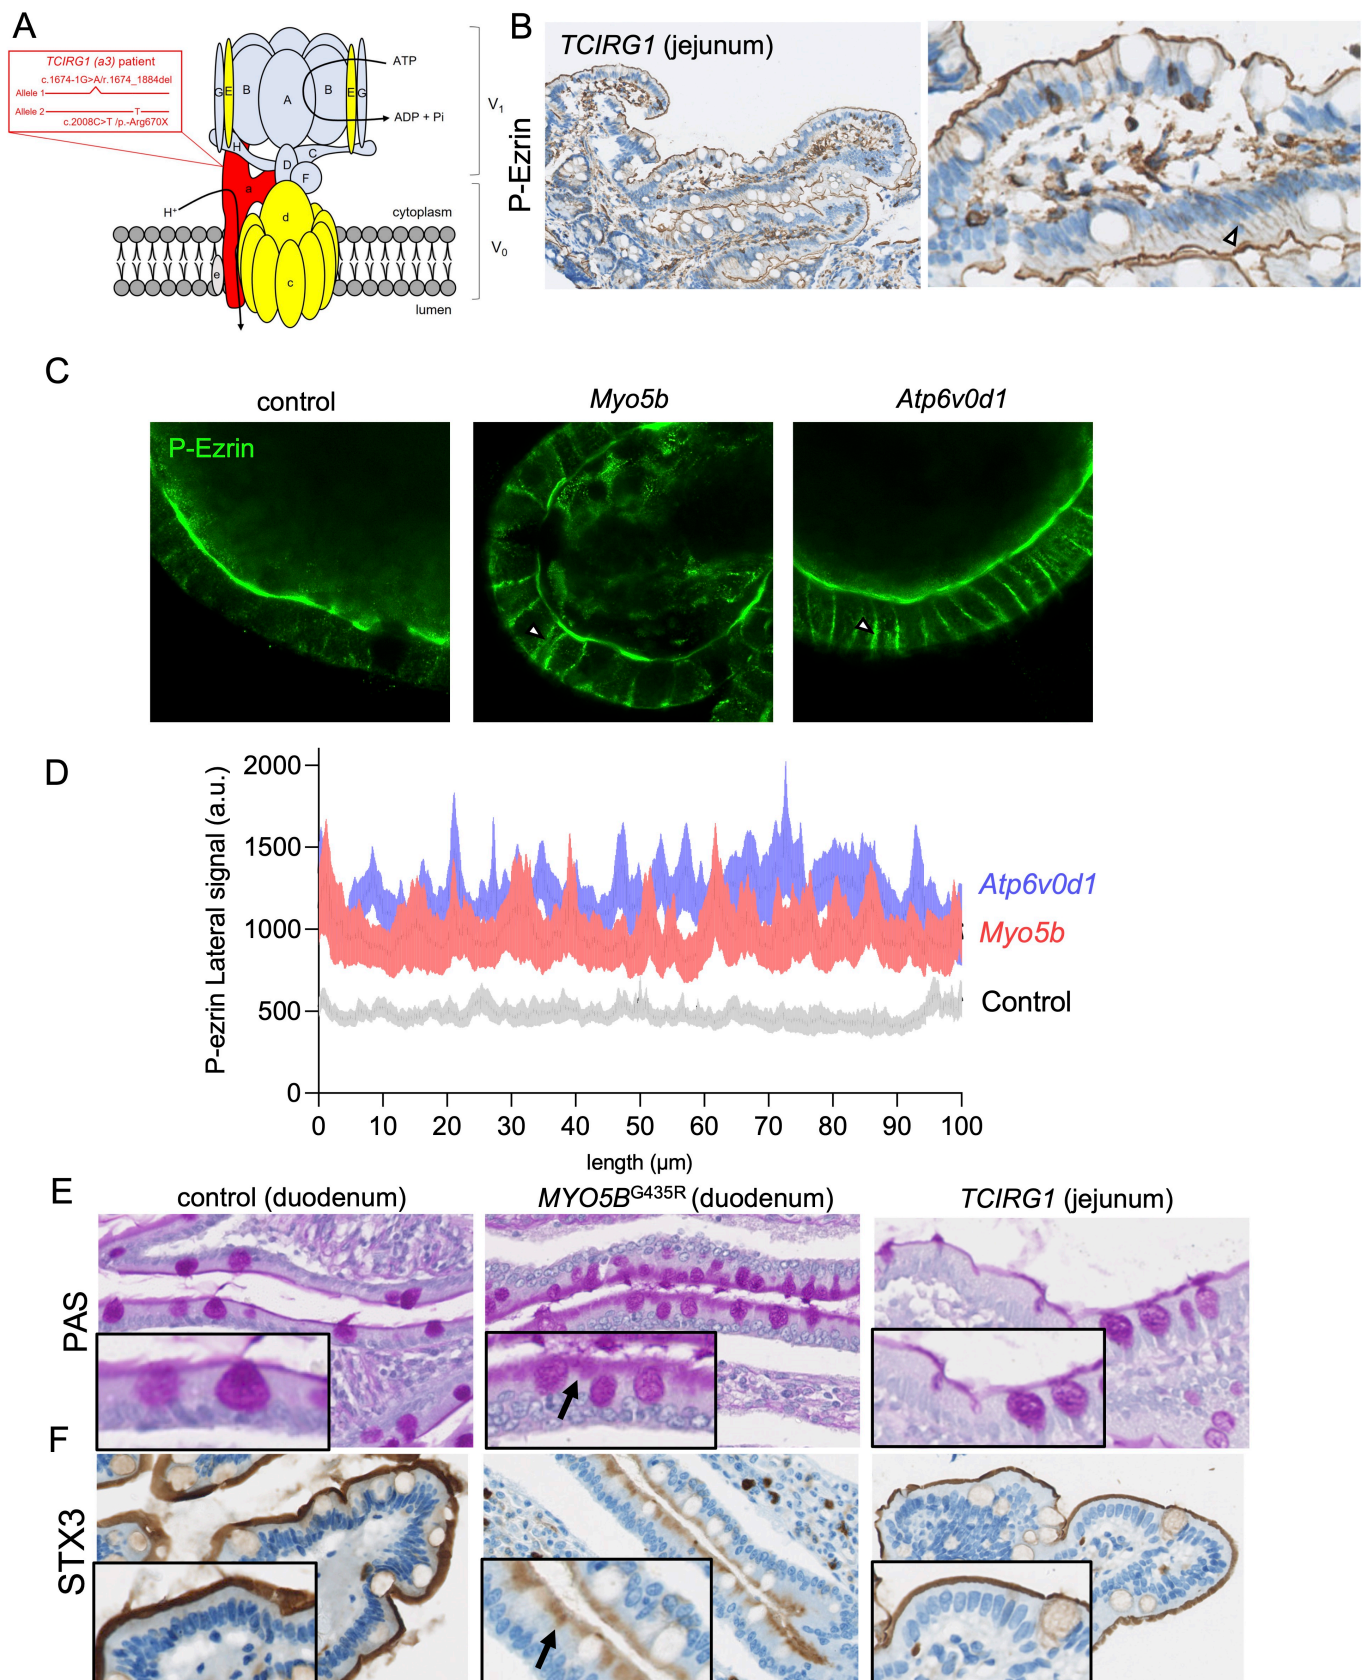 A
TCIRG1 (a3) patient
c.1674-1G>A/r.1674_1884del
Allele 1
Allele 2
T
c.2008C>T /p.-Arg670X
G
E
B
A
B
E
G
ATP
ADP + Pi
V1
H
D
C
F
a
d
H+
cytoplasm
V0
e
c
lumen
B
TCIRG1 (jejunum)
P-Ezrin
C
control
Myo5b
Atp6v0d1
P-Ezrin
D
P-ezrin Lateral signal (a.u.)
2000
1500
1000
500
0
Atp6v0d1
Myo5b
Control
0 10 20 30 40 50 60 70 80 90 100
length (µm)
E
control (duodenum)
MYO5BG435R (duodenum)
TCIRG1 (jejunum)
PAS
F
STX3